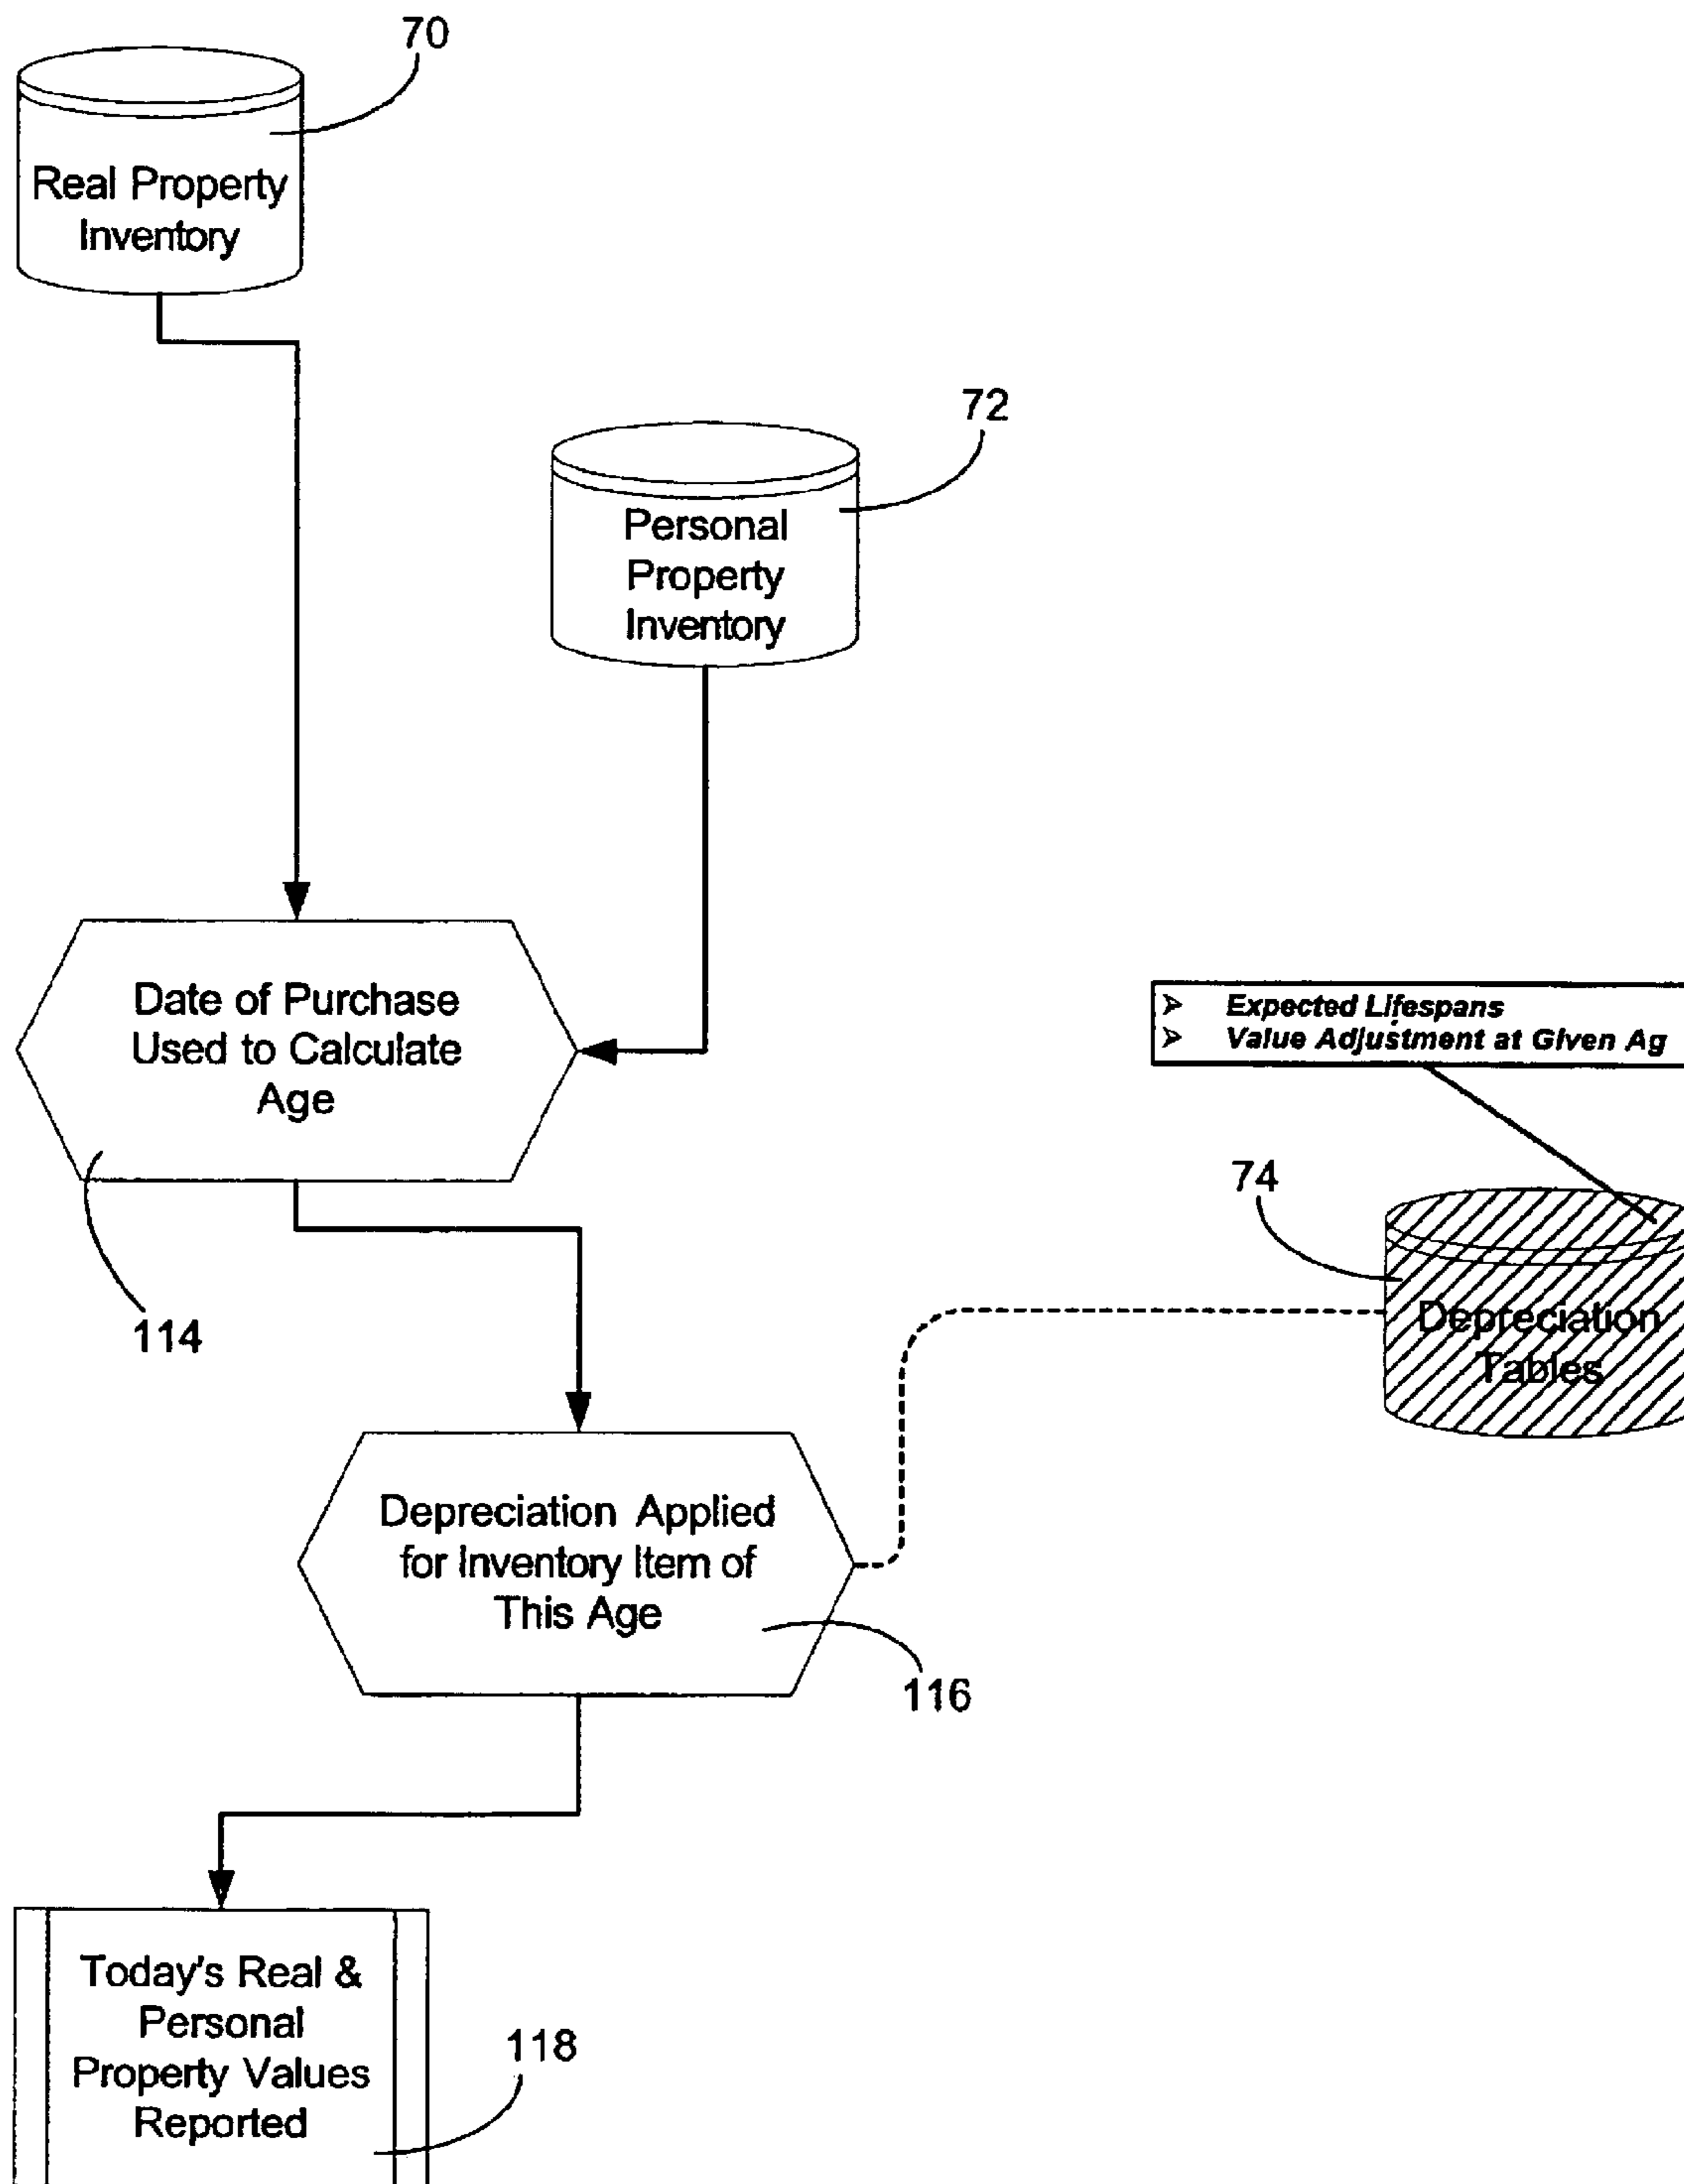 70
Real Property
Inventory
72
Personal
Property
Inventory
Date of Purchase
Used to Calculate
Age
114
➢ Expected Lifespans
➢ Value Adjustment at Given Ag
74
Depreciation
Tables
Depreciation Applied
for Inventory Item of
This Age
116
Today's Real &
Personal
Property Values
Reported
118